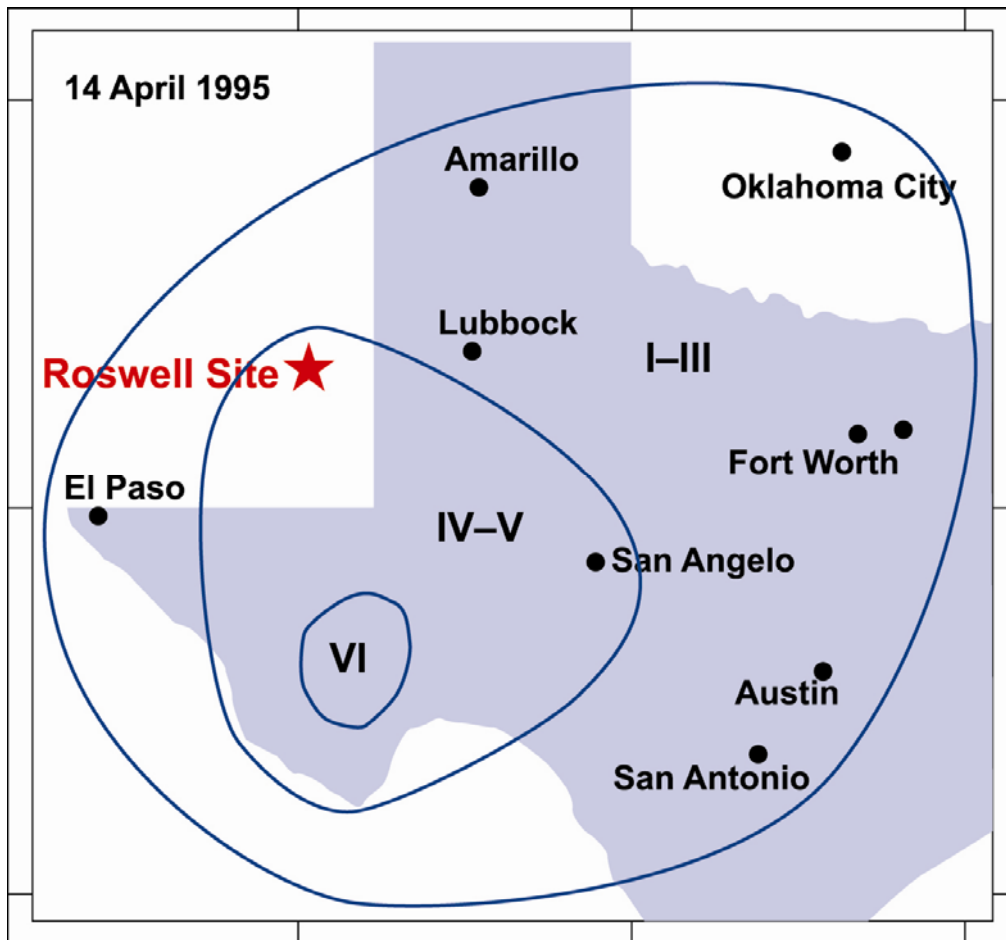 14 April 1995
Amarillo
Oklahoma City
Lubbock
I–III
Roswell Site
Fort Worth
El Paso
IV–V
San Angelo
VI
Austin
San Antonio